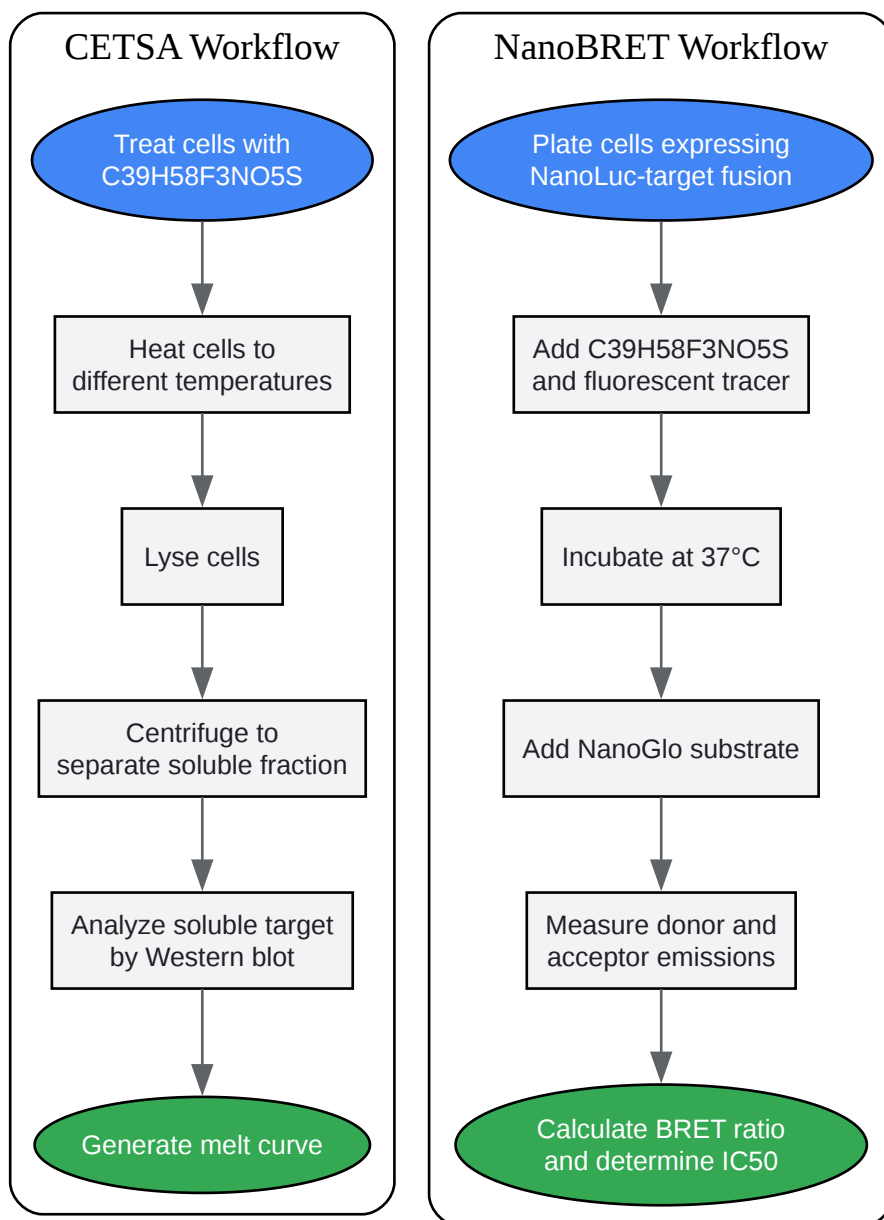 CETSA Workflow
Treat cells with
C39H58F3NO5S
Heat cells to
different temperatures
Lyse cells
Centrifuge to
separate soluble fraction
Analyze soluble target
by Western blot
Generate melt curve
NanoBRET Workflow
Plate cells expressing
NanoLuc-target fusion
Add C39H58F3NO5S
and fluorescent tracer
Incubate at 37°C
Add NanoGlo substrate
Measure donor and
acceptor emissions
Calculate BRET ratio
and determine IC50